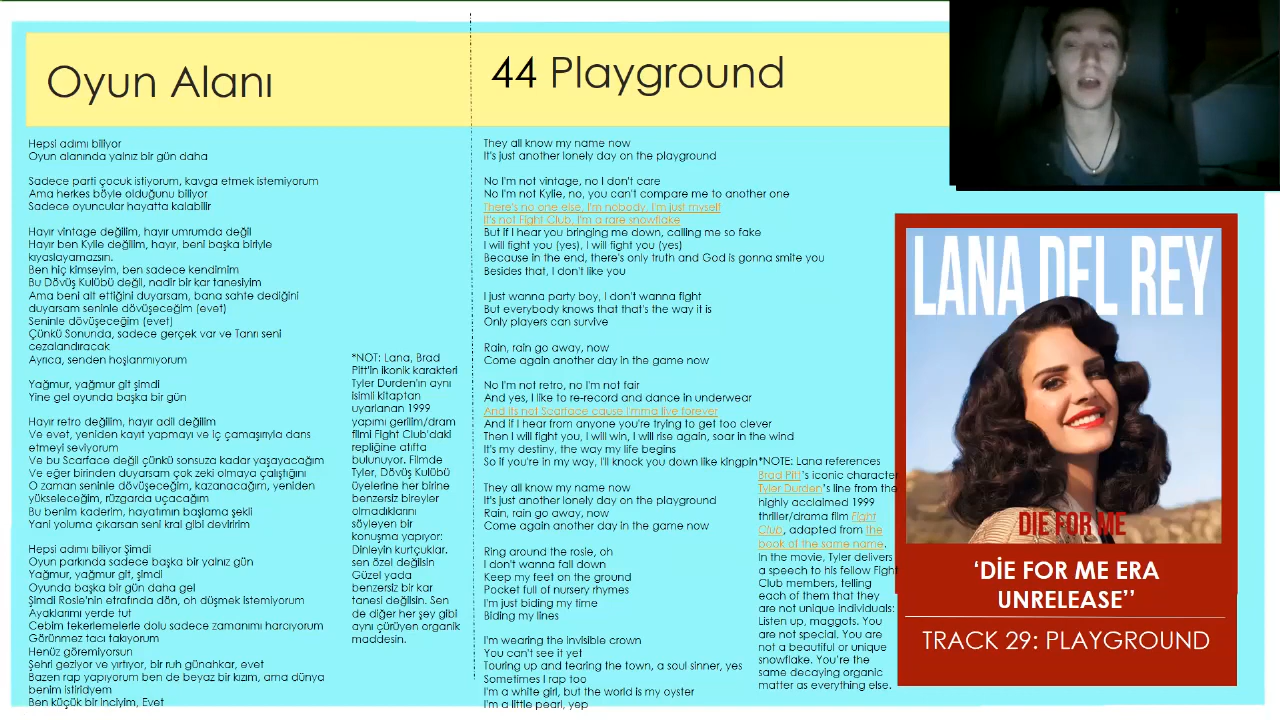 Oyun Alanı
Hepsi adımı biliyor
Oyun alanında yalnız bir gün daha
Sadece parti çocuk istiyorum, kavga etmek istemiyorum
Ama herkes böyle olduğunu biliyor
Sadece oyuncular hayatta kalabilir
Hayır vintage değilim, hayır umrumda değil
Hayır ben Kylie değilim, hayır, beni başka biriyle
kıyaslayamazsın.
Ben hiç kimseyim, ben sadece kendimim
Bu Dövüş Kulübü değil, nadir bir kar tanesiyim
Ama beni alt ettiğini duyarsam, bana sahte dediğini
duyarsam seninle dövüşeceğim (evet)
Seninle dövüşeceğim (evet)
Çünkü Sonunda, sadece gerçek var ve Tanrı seni
cezalandıracak
Ayrıca, senden hoşlanmıyorum
Yağmur, yağmur git şimdi
Yine gel oyunda başka bir gün
Hayır retro değilim, hayır adil değilim
Ve evet, yeniden kayıt yapmayı ve iç çamaşırıyla dans
etmeyi seviyorum
Ve bu Scarface değil çünkü sonsuza kadar yaşayacağım
Ve eğer birinden duyarsam çok zeki olmaya çalıştığını
O zaman seninle dövüşeceğim, kazanacağım, yeniden
yükseleceğim, rüzgarda uçacağım
Bu benim kaderim, hayatımın başlama şekli
Yani yoluma çıkarsan seni kral gibi deviririm
Hepsi adımı biliyor Şimdi
Oyun parkında sadece başka bir yalnız gün
Yağmur, yağmur git, şimdi
Oyunda başka bir gün daha gel
Şimdi Rosie'nin etrafında dön, oh düşmek istemiyorum
Ayaklarımı yerde tut
Cebim tekerlemelerle dolu sadece zamanımı harcıyorum
Görünmez tacı takıyorum
Henüz göremiyorsun
Şehri geziyor ve yırtıyor, bir ruh günahkar, evet
Bazen rap yapıyorum ben de beyaz bir kızım, ama dünya
benim istiridyem
Ben küçük bir inciyim, Evet
*NOT: Lana, Brad
Pitt'in ikonik karakteri
Tyler Durden'ın aynı
isimli kitaptan
uyarlanan 1999
yapımı gerilim/dram
filmi Fight Club'daki
repliğine atıfta
bulunuyor. Filmde
Tyler, Dövüş Kulübü
üyelerine her birine
benzersiz bireyler
olmadıklarını
söyleyen bir
konuşma yapıyor:
Dinleyin kurtçuklar.
sen özel değilsin
Güzel yada
benzersiz bir kar
tanesi değilsin. Sen
de diğer her şey gibi
aynı çürüyen organik
maddesin.
44 Playground
They all know my name now
It's just another lonely day on the playground
No I'm not vintage, no I don't care
No I'm not Kylie, no, you can't compare me to another one
There's no one else, I'm nobody, I'm just myself
It's not Fight Club, I'm a rare snowflake
But if I hear you bringing me down, calling me so fake
I will fight you (yes), I will fight you (yes)
Because in the end, there's only truth and God is gonna smite you
Besides that, I don't like you
I just wanna party boy, I don't wanna fight
But everybody knows that that's the way it is
Only players can survive
Rain, rain go away, now
Come again another day in the game now
No I'm not retro, no I'm not fair
And yes, I like to re-record and dance in underwear
And its not Scarface cause I'mma live forever
And if I hear from anyone you're trying to get too clever
Then I will fight you, I will win, I will rise again, soar in the wind
It's my destiny, the way my life begins
So if you're in my way, I'll knock you down like kingpin
They all know my name now
It's just another lonely day on the playground
Rain, rain go away, now
Come again another day in the game now
Ring around the rosie, oh
I don't wanna fall down
Keep my feet on the ground
Pocket full of nursery rhymes
I'm just biding my time
Biding my lines
I'm wearing the invisible crown
You can't see it yet
Touring up and tearing the town, a soul sinner, yes
Sometimes I rap too
I'm a white girl, but the world is my oyster
I'm a little pearl, yep
*NOTE: Lana references
Brad Pitt's iconic character
Tyler Durden's line from the
highly acclaimed 1999
thriller/drama film Fight
Club, adapted from the
book of the same name.
In the movie, Tyler delivers
a speech to his fellow Fight
Club members, telling
each of them that they
are not unique individuals:
Listen up, maggots. You
are not special. You are
not a beautiful or unique
snowflake. You're the
same decaying organic
matter as everything else.
LANA DEL REY
DIE FOR ME
‘DİE FOR ME ERA
UNRELEASE’’
TRACK 29: PLAYGROUND